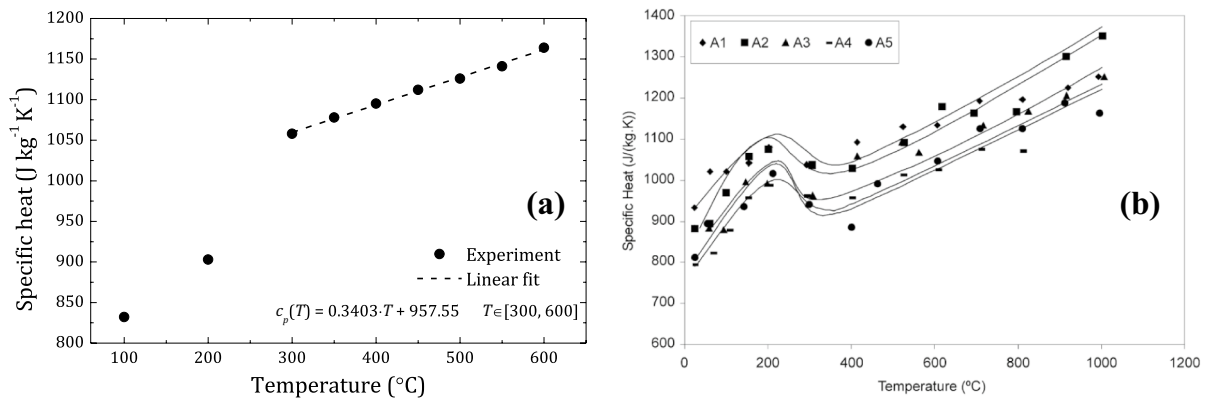 1200
1150
1100
1050
1000
950
900
850
800
100 200 300 400 500 600
Specific heat (J kg⁻¹ K⁻¹)
Temperature (°C)
(a)
Experiment
Linear fit
cₚ(T) = 0.3403·T + 957.55 T∈[300, 600]
1400
1300
1200
1100
1000
900
800
700
600
0 200 400 600 800 1000 1200
Specific Heat (J/(kg.K))
Temperature (ºC)
A1 A2 A3 A4 A5
(b)